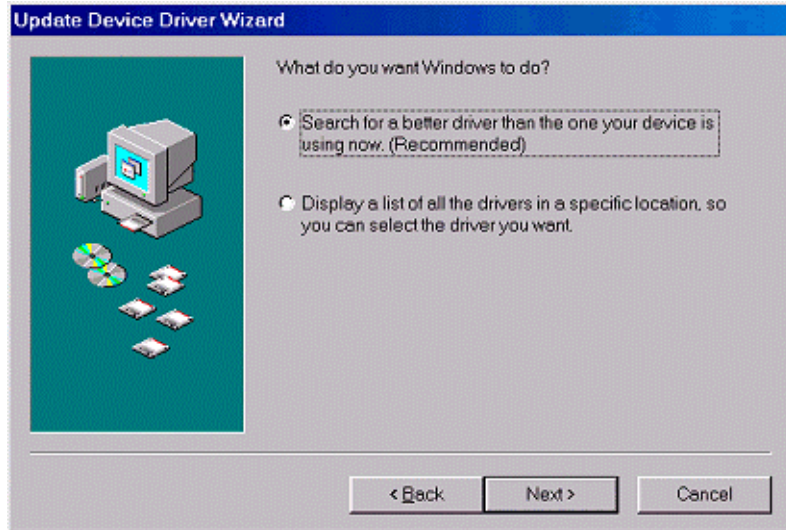 Update Device Driver Wizard
What do you want Windows to do?
Search for a better driver than the one your device is
using now. (Recommended)
Display a list of all the drivers in a specific location, so
you can select the driver you want.
< Back
Next >
Cancel